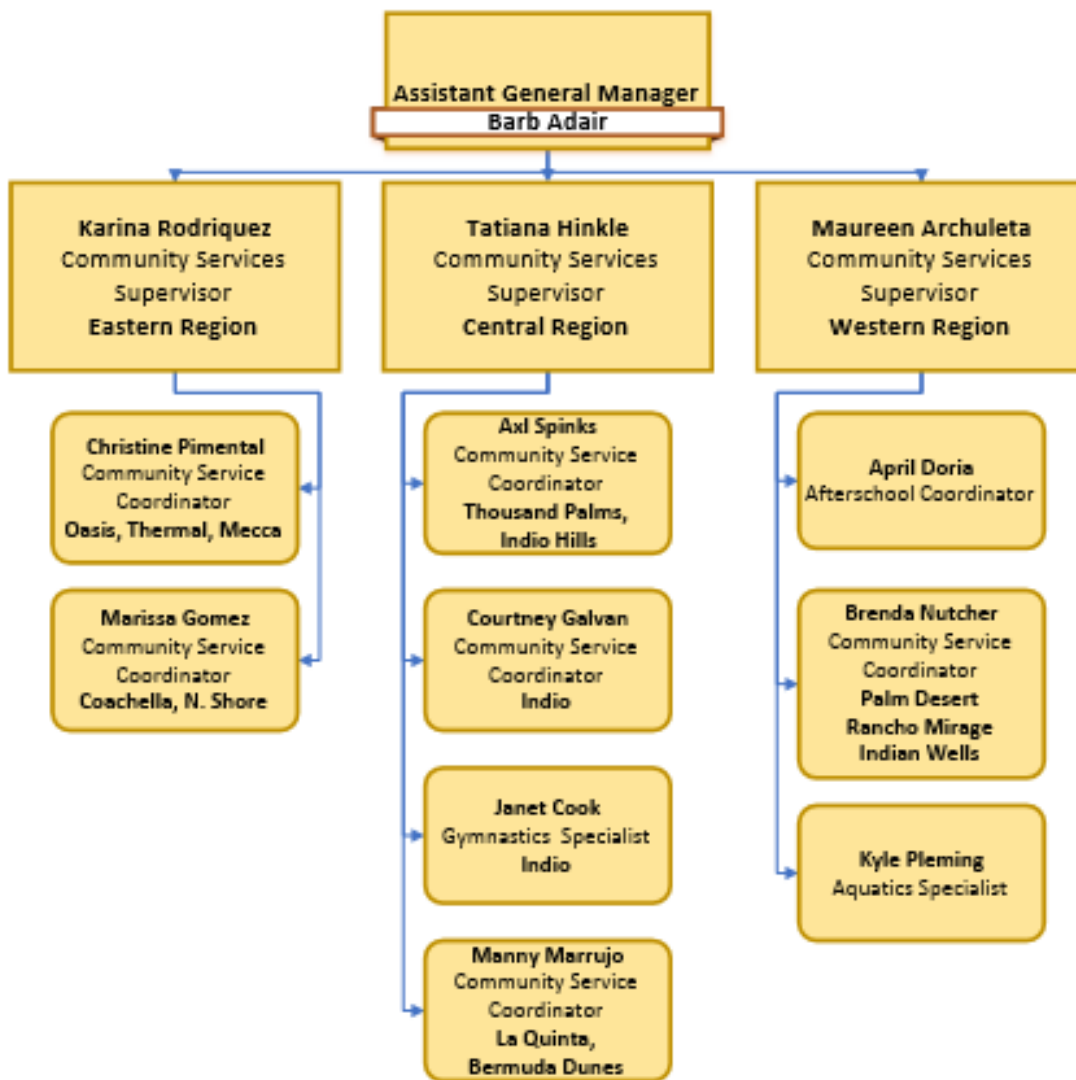 Assistant General Manager
Barb Adair
Karina Rodriquez
Community Services
Supervisor
Eastern Region
Tatiana Hinkle
Community Services
Supervisor
Central Region
Maureen Archuleta
Community Services
Supervisor
Western Region
Christine Pimental
Community Service
Coordinator
Oasis, Thermal, Mecca
Marissa Gomez
Community Service
Coordinator
Coachella, N. Shore
Axl Spinks
Community Service
Coordinator
Thousand Palms,
Indio Hills
Courtney Galvan
Community Service
Coordinator
Indio
Janet Cook
Gymnastics Specialist
Indio
Manny Marrujo
Community Service
Coordinator
La Quinta,
Bermuda Dunes
April Doria
Afterschool Coordinator
Brenda Nutcher
Community Service
Coordinator
Palm Desert
Rancho Mirage
Indian Wells
Kyle Pleming
Aquatics Specialist